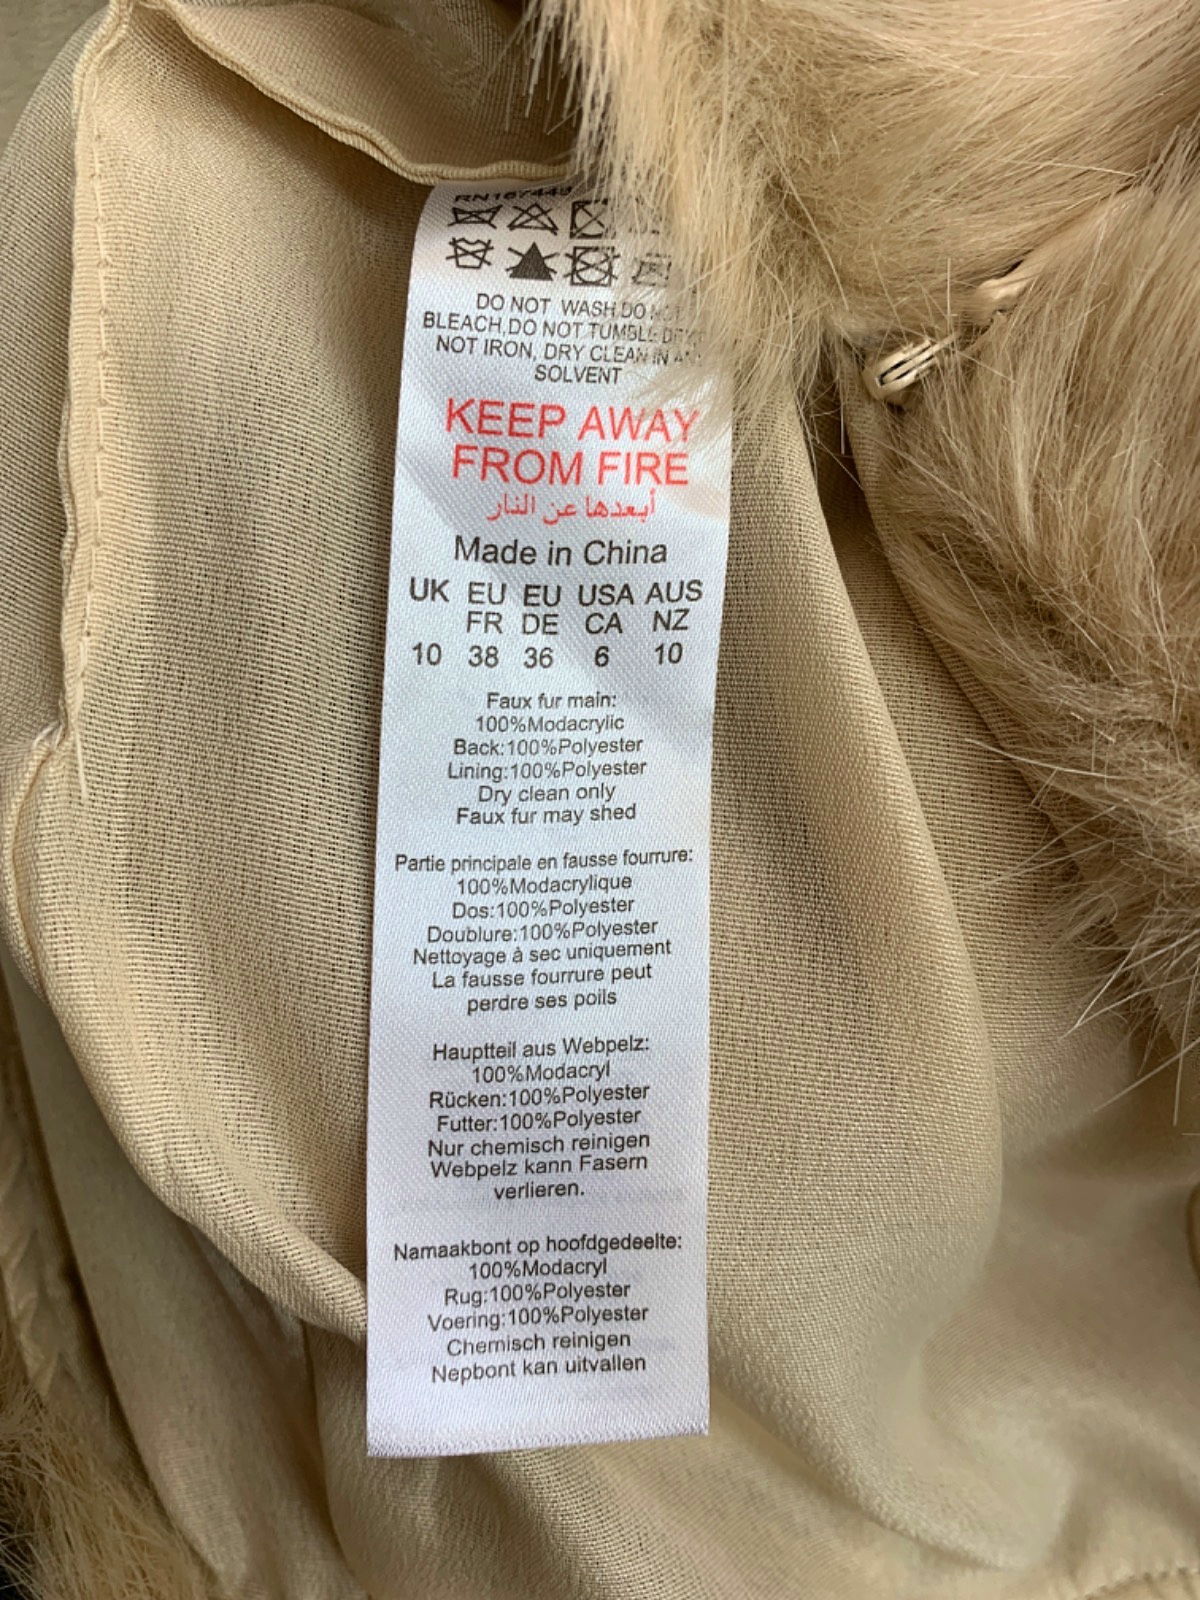 DO NOT WASH DO NOT
BLEACH,DO NOT TUMBLE DRY
NOT IRON, DRY CLEAN IN ANY
SOLVENT
KEEP AWAY
FROM FIRE
أبعدها عن النار
Made in China
UK EU EU USA AUS
FR DE CA NZ
10 38 36 6 10
Faux fur main:
100%Modacrylic
Back:100%Polyester
Lining:100%Polyester
Dry clean only
Faux fur may shed
Partie principale en fausse fourrure:
100%Modacrylique
Dos:100%Polyester
Doublure:100%Polyester
Nettoyage à sec uniquement
La fausse fourrure peut
perdre ses poils
Hauptteil aus Webpelz:
100%Modacryl
Rücken:100%Polyester
Futter:100%Polyester
Nur chemisch reinigen
Webpelz kann Fasern
verlieren.
Namaakbont op hoofdgedeelte:
100%Modacryl
Rug:100%Polyester
Voering:100%Polyester
Chemisch reinigen
Nepbont kan uitvallen